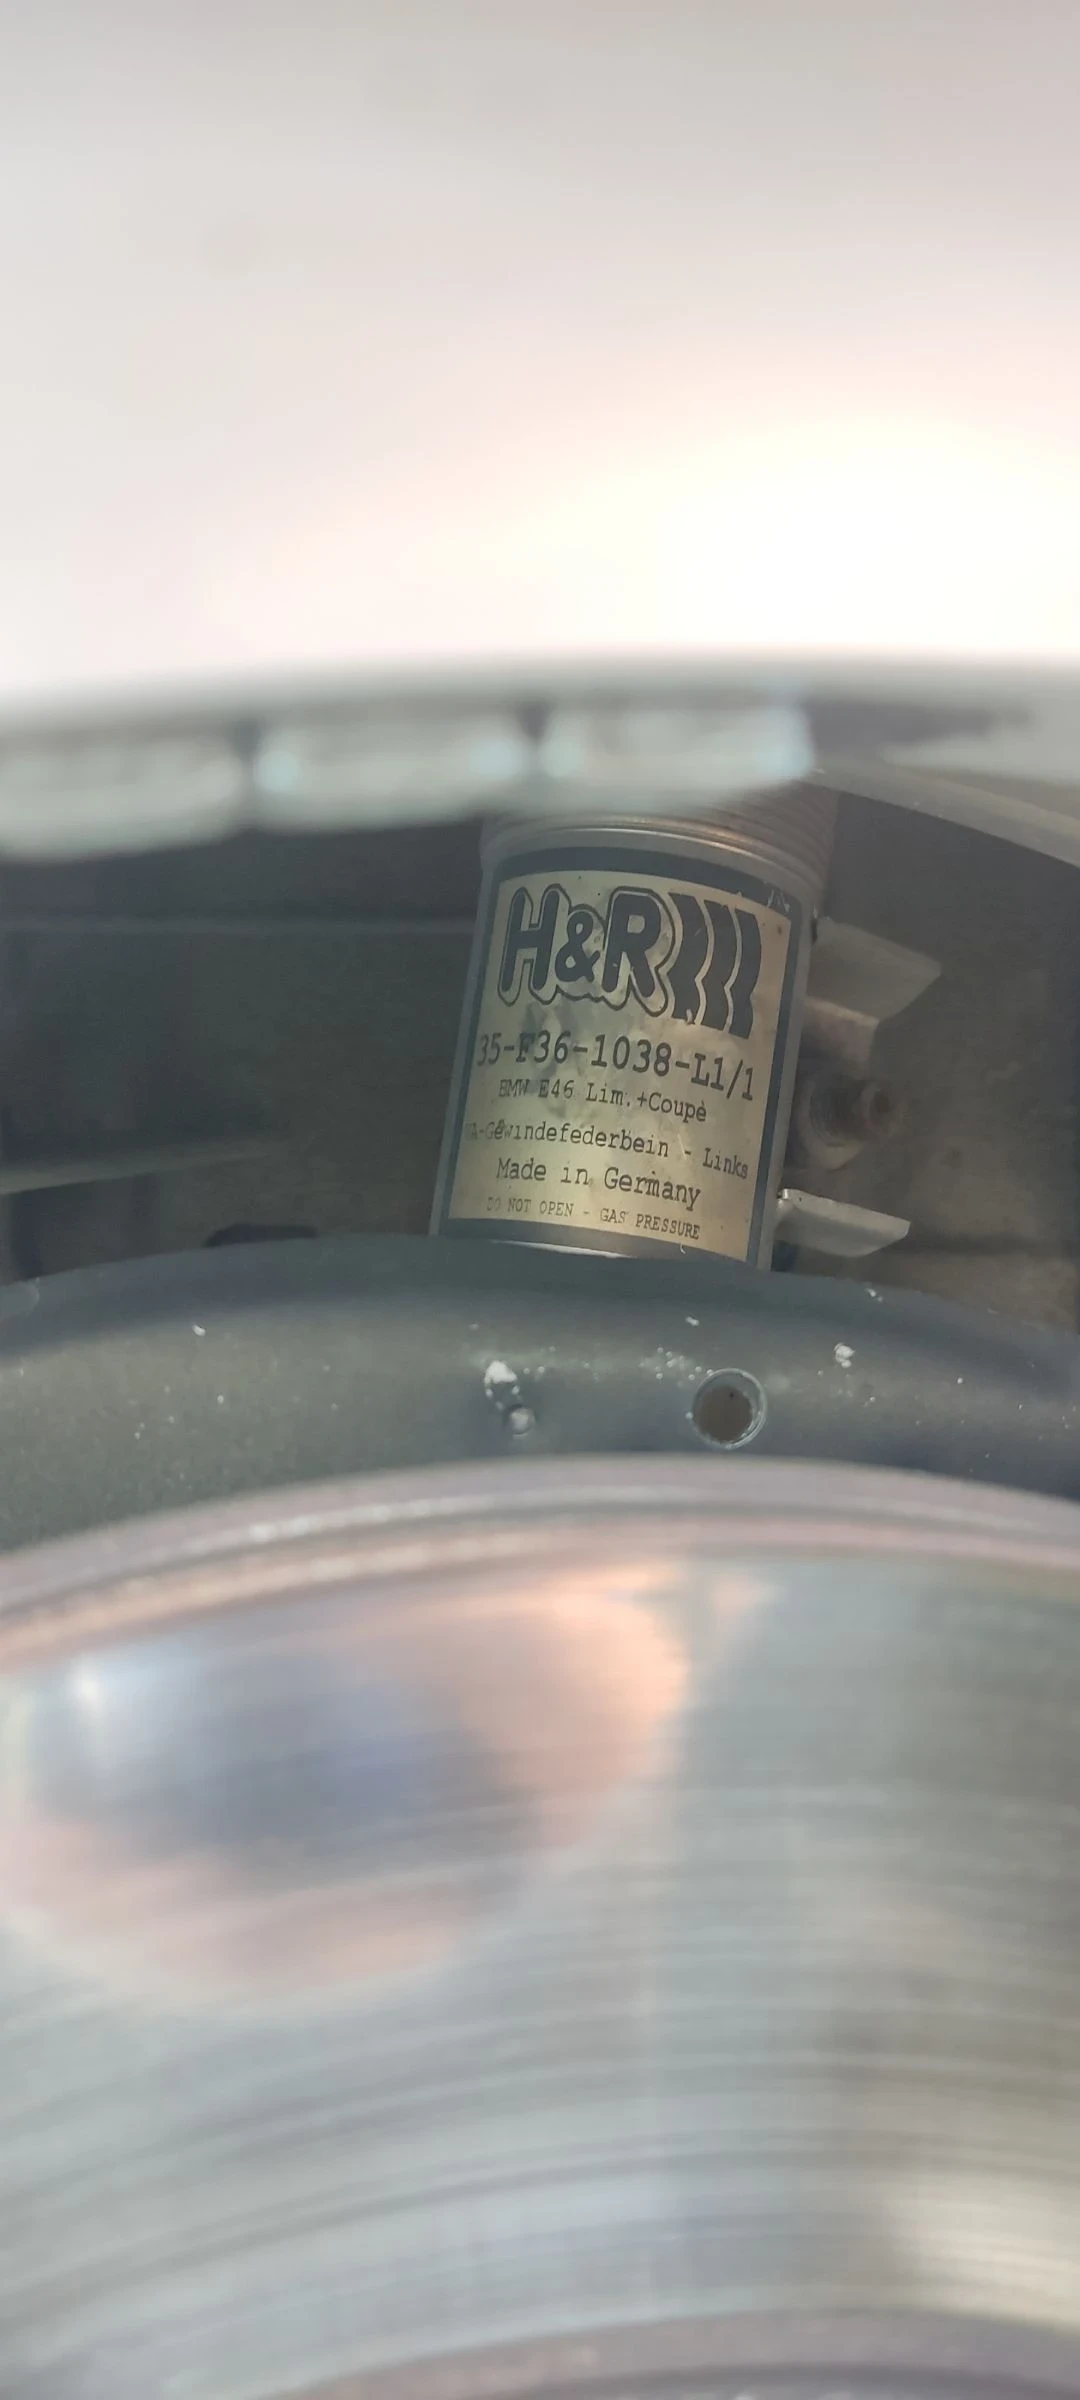 H&R
35-F36-1038-L1/1
BMW E46 Lim.+Coupè
VA-Gewindefederbein - Links
Made in Germany
DO NOT OPEN - GAS PRESSURE